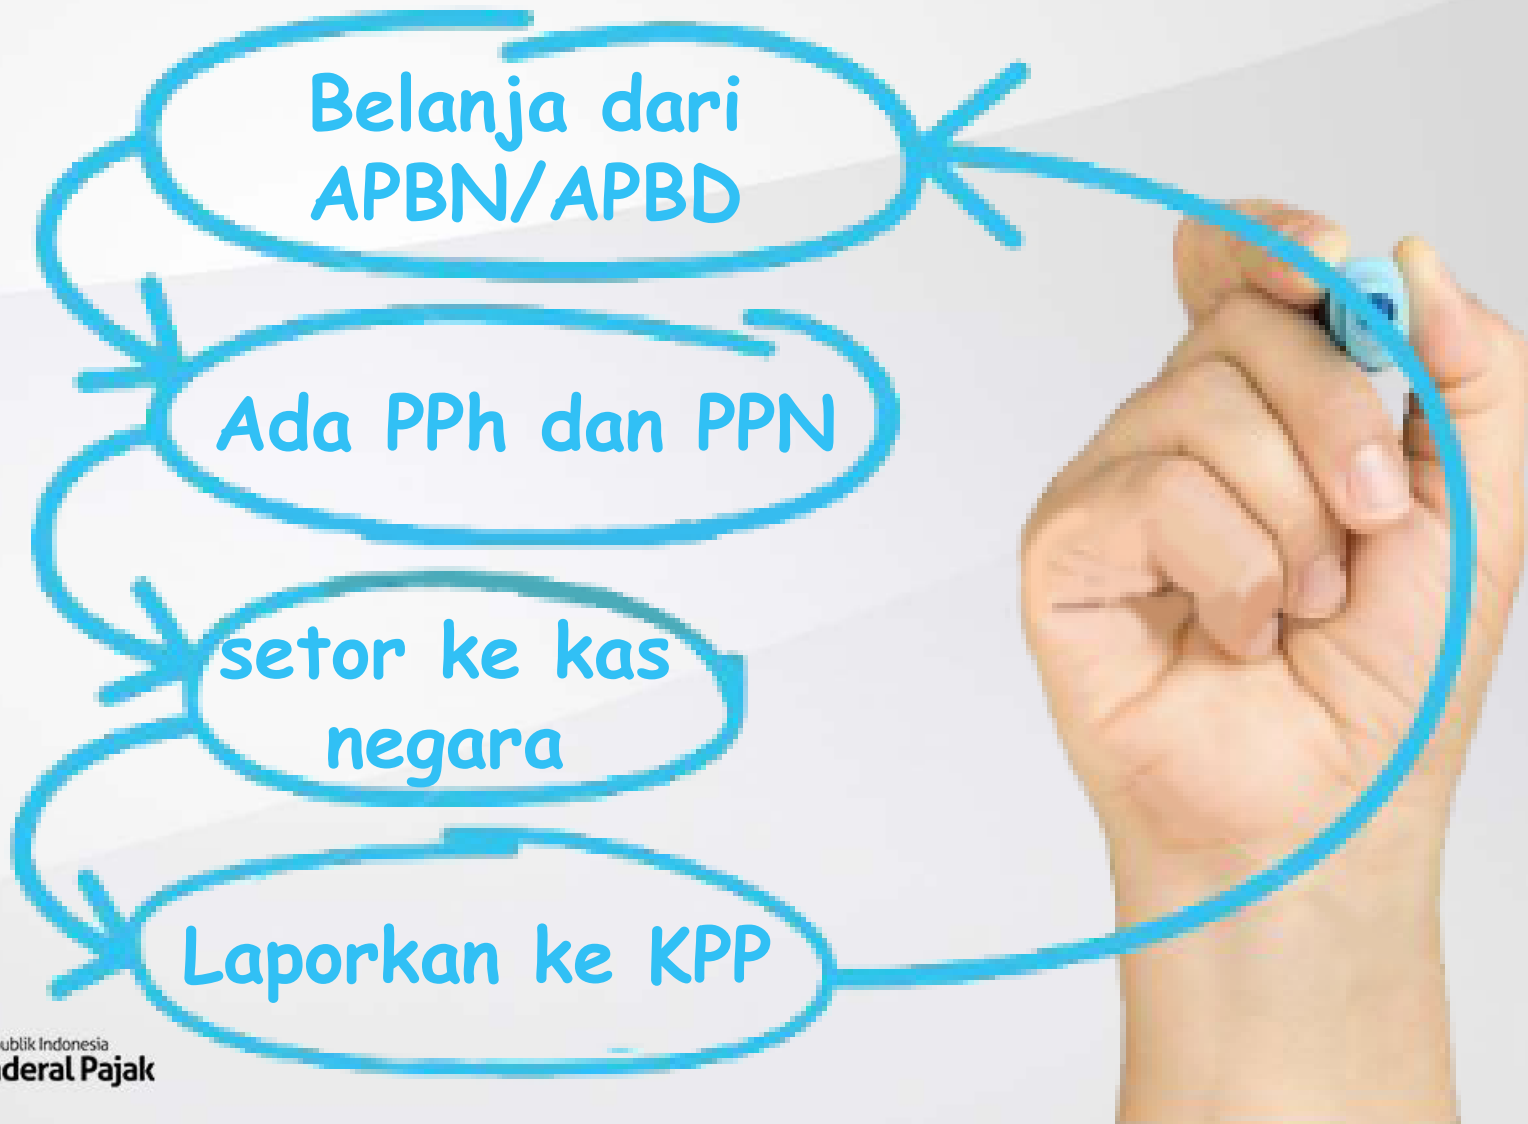 Belanja dari
APBN/APBD
Ada PPh dan PPN
setor ke kas
negara
Laporkan ke KPP
ublik Indonesia
deral Pajak